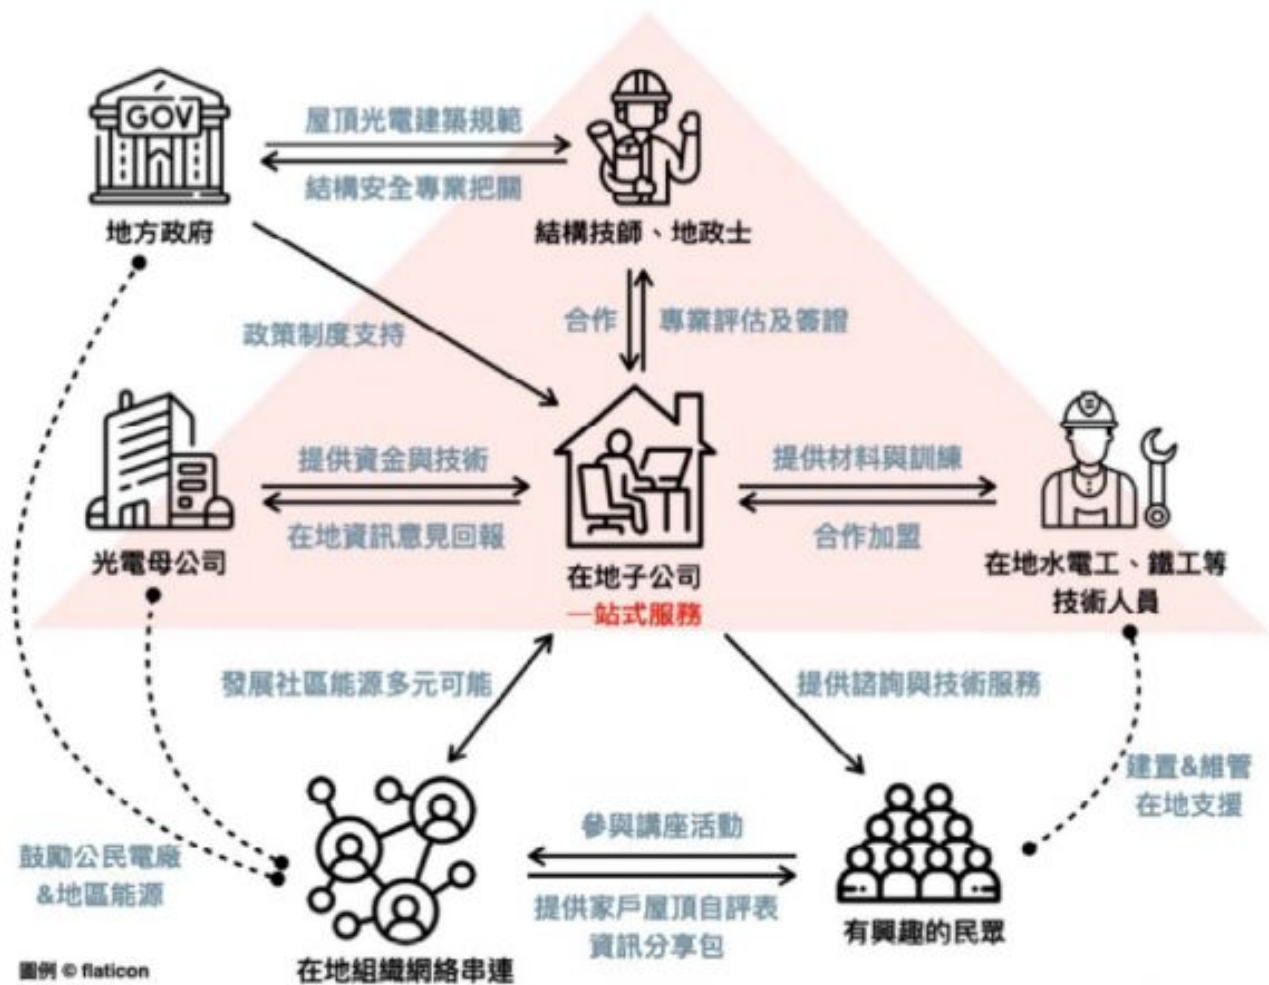 GOV
屋頂光電建築規範
結構安全專業把關
地方政府
結構技師、地政士
政策制度支持
合作
專業評估及簽證
提供資金與技術
在地資訊意見回報
光電母公司
在地子公司
一站式服務
提供材料與訓練
合作加盟
在地水電工、鐵工等
技術人員
發展社區能源多元可能
提供諮詢與技術服務
建置&維管
在地支援
鼓勵公民電廠
&地區能源
參與講座活動
提供家戶屋頂自評表
資訊分享包
有興趣的民眾
在地組織網絡串連
圖例 © flaticon